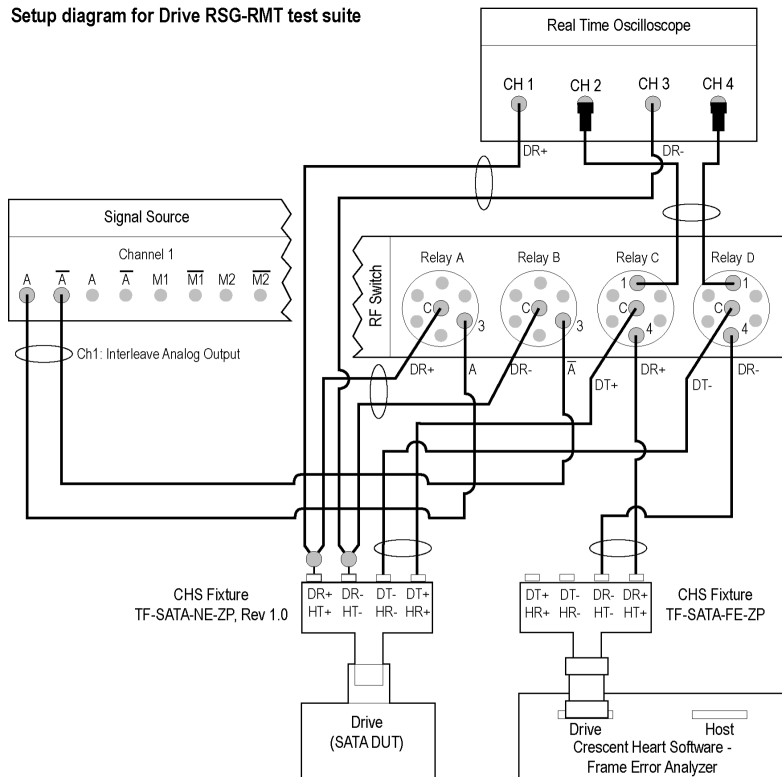 Setup diagram for Drive RSG-RMT test suite
Real Time Oscilloscope
CH 1 CH 2 CH 3 CH 4
DR+ DR-
Signal Source
Channel 1
A A̅ A A̅ M1 M̅1̅ M2 M̅2̅
Ch1: Interleave Analog Output
RF Switch
Relay A Relay B Relay C Relay D
1 1
C C C C
3 3 4 4
DR+ A DR- A̅ DT+ DR+ DT- DR-
CHS Fixture
TF-SATA-NE-ZP, Rev 1.0
DR+ DR- DT- DT+
HT+ HT- HR- HR+
DT+ DT- DR- DR+
HR+ HR- HT- HT+
CHS Fixture
TF-SATA-FE-ZP
Drive
(SATA DUT)
Drive Host
Crescent Heart Software -
Frame Error Analyzer